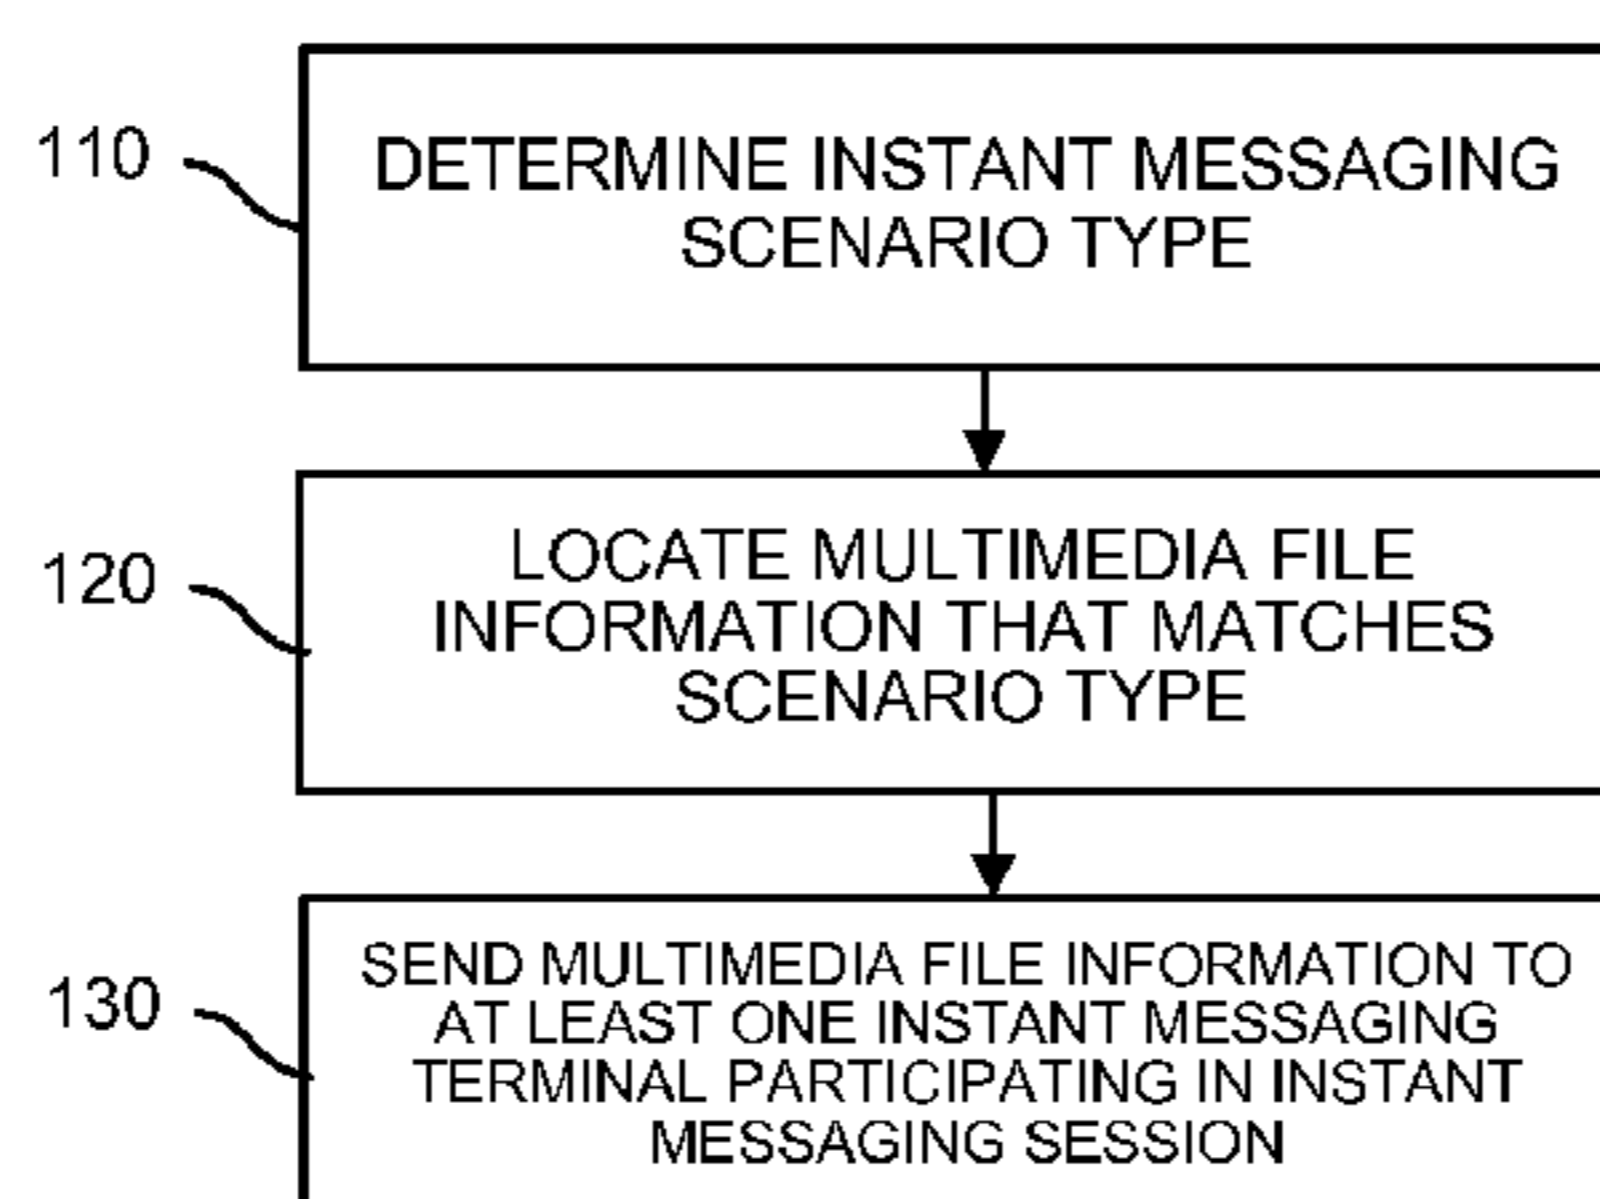 110
DETERMINE INSTANT MESSAGING
SCENARIO TYPE
120
LOCATE MULTIMEDIA FILE
INFORMATION THAT MATCHES
SCENARIO TYPE
130
SEND MULTIMEDIA FILE INFORMATION TO
AT LEAST ONE INSTANT MESSAGING
TERMINAL PARTICIPATING IN INSTANT
MESSAGING SESSION